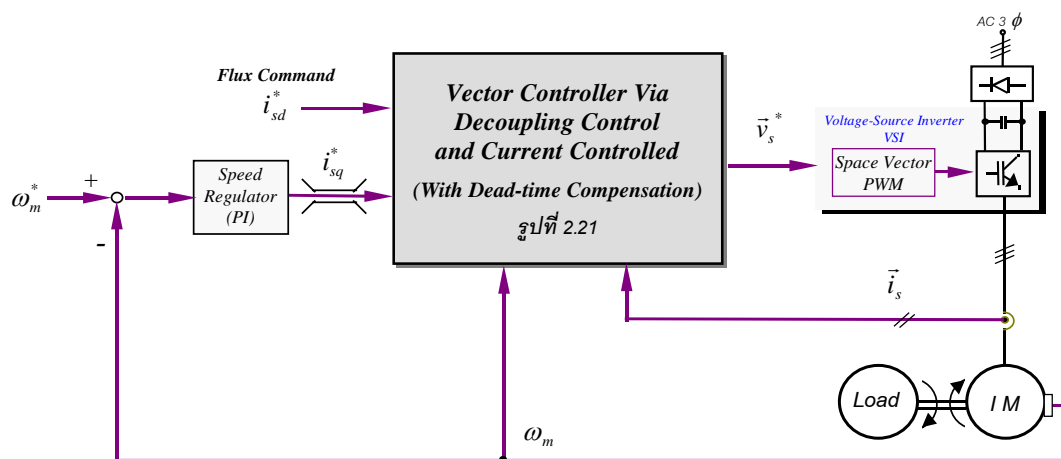 AC 3 ϕ
Flux Command
i*sd
Vector Controller Via
Decoupling Control
and Current Controlled
(With Dead-time Compensation)
รูปที่ 2.21
v⃗s*
Voltage-Source Inverter
VSI
Space Vector
PWM
ω*m
+
-
Speed
Regulator
(PI)
i*sq
i⃗s
Load
I M
ωm